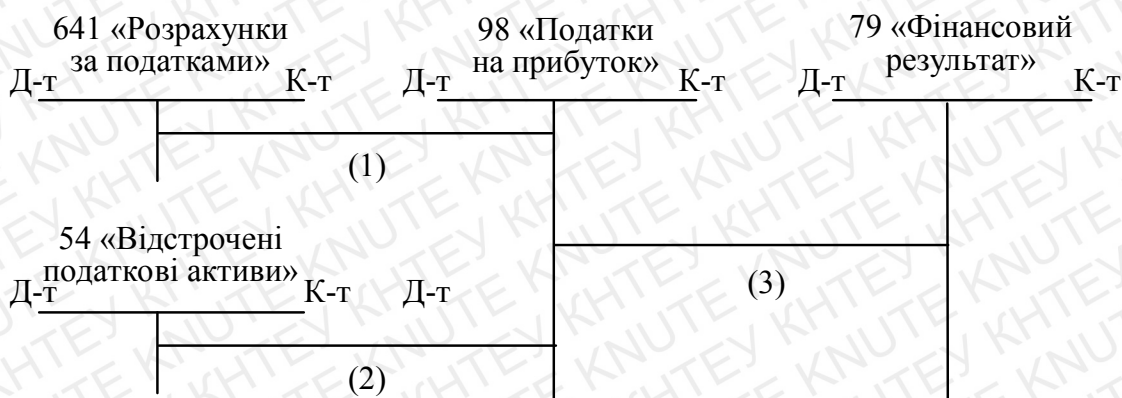 641 «Розрахунки
за податками»
98 «Податки
на прибуток»
79 «Фінансовий
результат»
Д-т К-т Д-т К-т Д-т К-т
(1)
54 «Відстрочені
податкові активи»
Д-т К-т Д-т
(3)
(2)